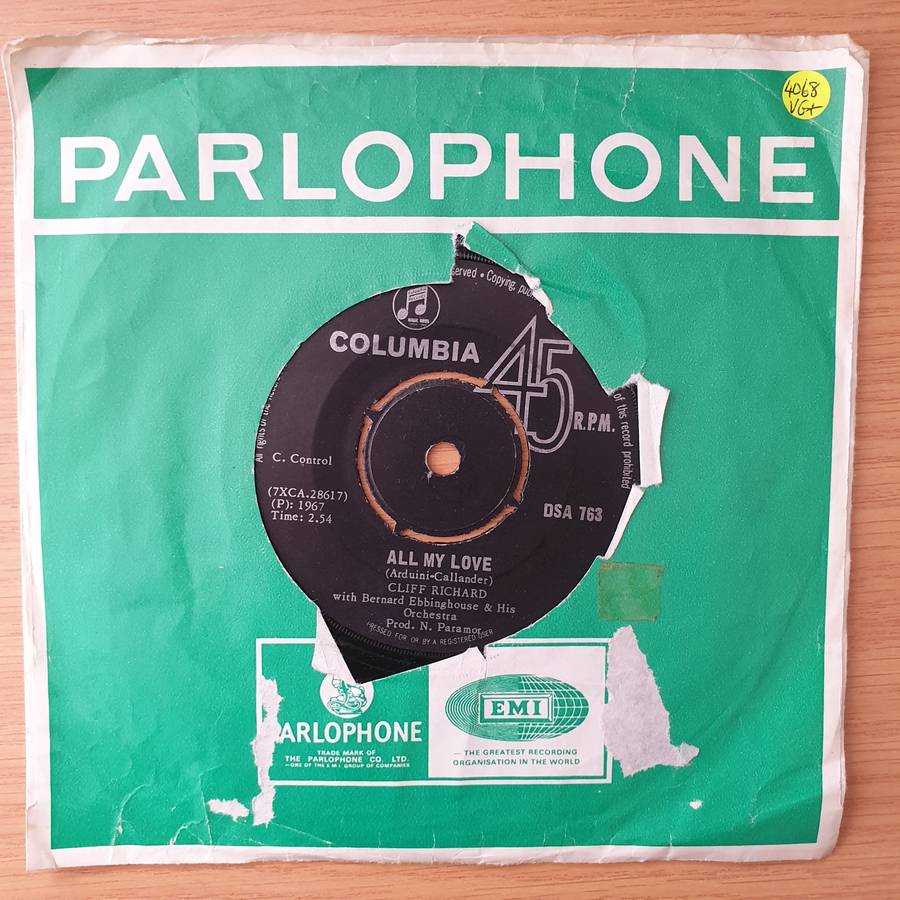 4068
VG+
PARLOPHONE
served • Copying, pub
COLUMBIA
45
R.P.M.
of this record prohibited
All rights of the
C. Control
(7XCA.28617)
(P): 1967
Time: 2.54
DSA 763
ALL MY LOVE
(Arduini-Callander)
CLIFF RICHARD
with Bernard Ebbinghouse & His
Orchestra
Prod. N. Paramor
PRESSED FOR OR BY A REGISTERED USER
ARLOPHONE
TRADE MARK OF
THE PARLOPHONE CO. LTD.
—ONE OF THE E M I GROUP OF COMPANIES
EMI
— THE GREATEST RECORDING
ORGANISATION IN THE WORLD